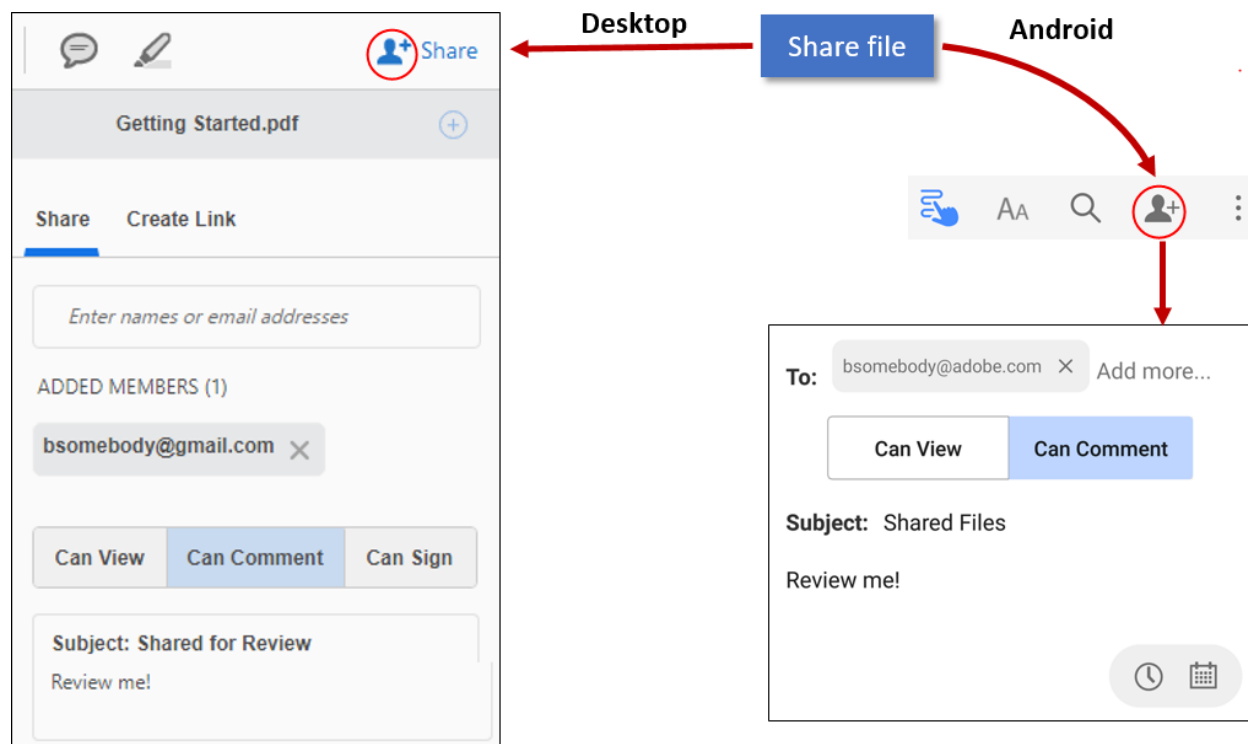 Desktop
Share file
Android
Share
Getting Started.pdf
Share Create Link
Enter names or email addresses
ADDED MEMBERS (1)
bsomebody@gmail.com
Can View Can Comment Can Sign
Subject: Shared for Review
Review me!
AA
To: bsomebody@adobe.com Add more...
Can View Can Comment
Subject: Shared Files
Review me!